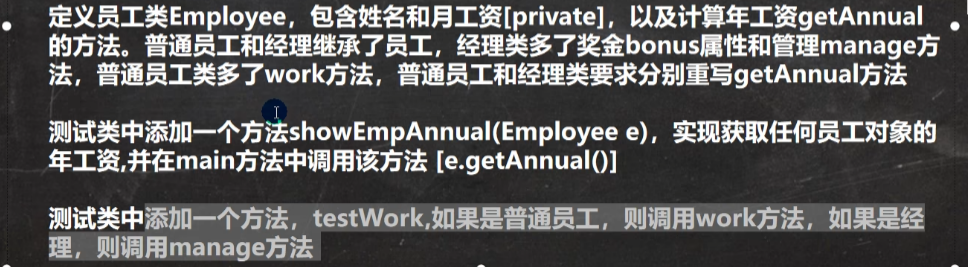 定义员工类Employee，包含姓名和月工资[private]，以及计算年工资getAnnual
的方法。普通员工和经理继承了员工，经理类多了奖金bonus属性和管理manage方
法，普通员工类多了work方法，普通员工和经理类要求分别重写getAnnual方法
测试类中添加一个方法showEmpAnnual(Employee e)，实现获取任何员工对象的
年工资,并在main方法中调用该方法 [e.getAnnual()]
测试类中添加一个方法，testWork,如果是普通员工，则调用work方法，如果是经
理，则调用manage方法